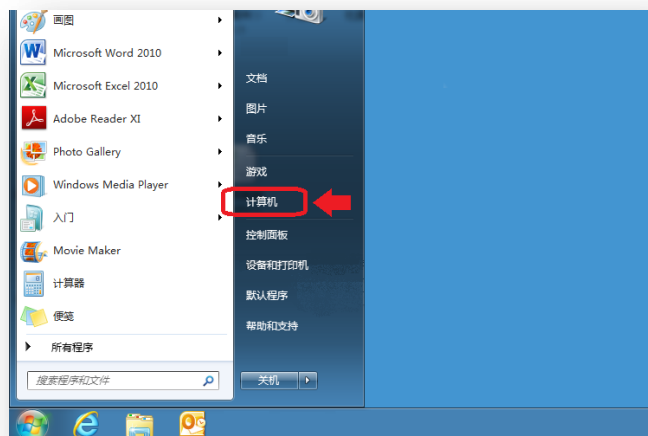 画图
Microsoft Word 2010
Microsoft Excel 2010
Adobe Reader XI
Photo Gallery
Windows Media Player
入门
Movie Maker
计算器
便笺
所有程序
搜索程序和文件
文档
图片
音乐
游戏
计算机
控制面板
设备和打印机
默认程序
帮助和支持
关机